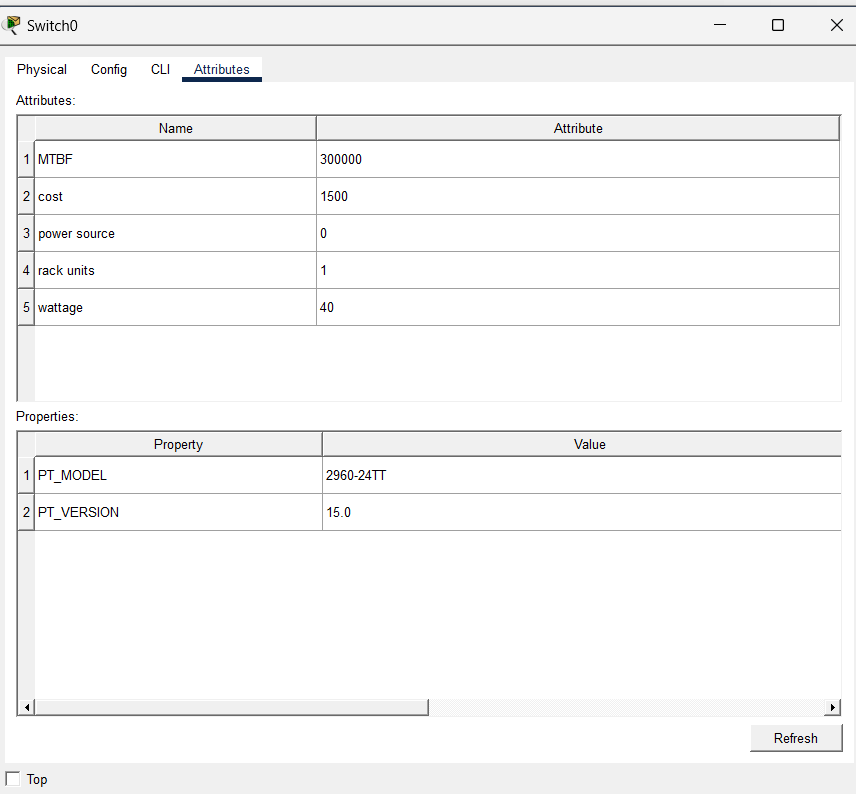 Switch0
Physical Config CLI Attributes
Attributes:
Name Attribute
1 MTBF 300000
2 cost 1500
3 power source 0
4 rack units 1
5 wattage 40
Properties:
Property Value
1 PT_MODEL 2960-24TT
2 PT_VERSION 15.0
Refresh
Top